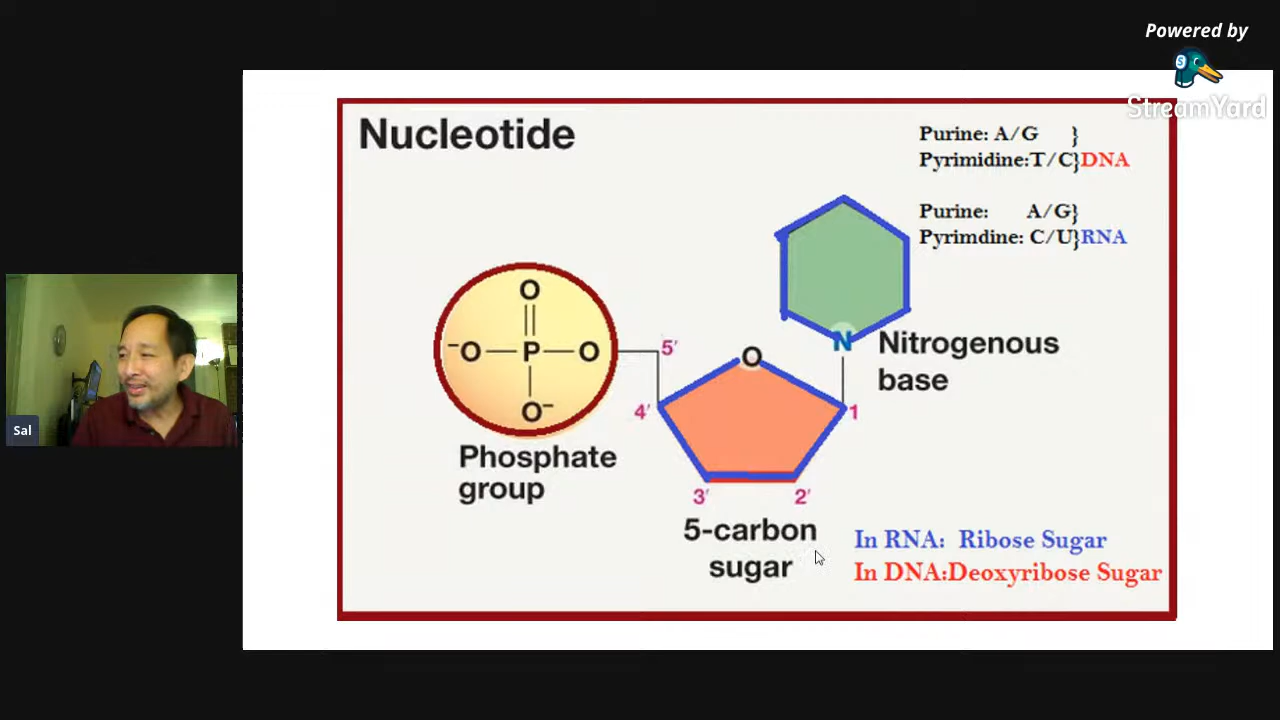 Powered by
S
StreamYard
Nucleotide
Purine: A/G }
Pyrimidine:T/C}DNA
Purine: A/G}
Pyrimdine: C/U}RNA
O
⁻O—P—O
O⁻
5′
4′
O
N
1
3′
2′
Nitrogenous
base
Phosphate
group
5-carbon
sugar
In RNA: Ribose Sugar
In DNA:Deoxyribose Sugar
Sal